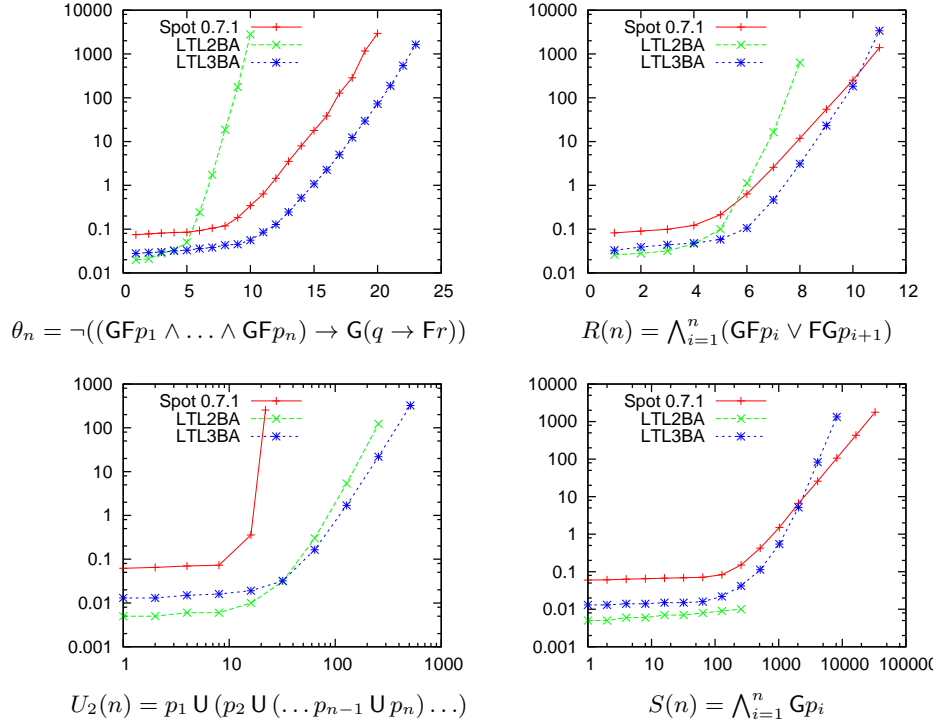 Spot 0.7.1
LTL2BA
LTL3BA
10000
1000
100
10
1
0.1
0.01
0 5 10 15 20 25
θn = ¬((GFp1 ∧ . . . ∧ GFpn) → G(q → Fr))
Spot 0.7.1
LTL2BA
LTL3BA
10000
1000
100
10
1
0.1
0.01
0 2 4 6 8 10 12
R(n) = ⋀ⁿᵢ₌₁(GFpi ∨ FGpi+1)
Spot 0.7.1
LTL2BA
LTL3BA
1000
100
10
1
0.1
0.01
0.001
1 10 100 1000
U2(n) = p1 U (p2 U (. . . pn−1 U pn) . . .)
Spot 0.7.1
LTL2BA
LTL3BA
10000
1000
100
10
1
0.1
0.01
0.001
1 10 100 1000 10000 100000
S(n) = ⋀ⁿᵢ₌₁ Gpi